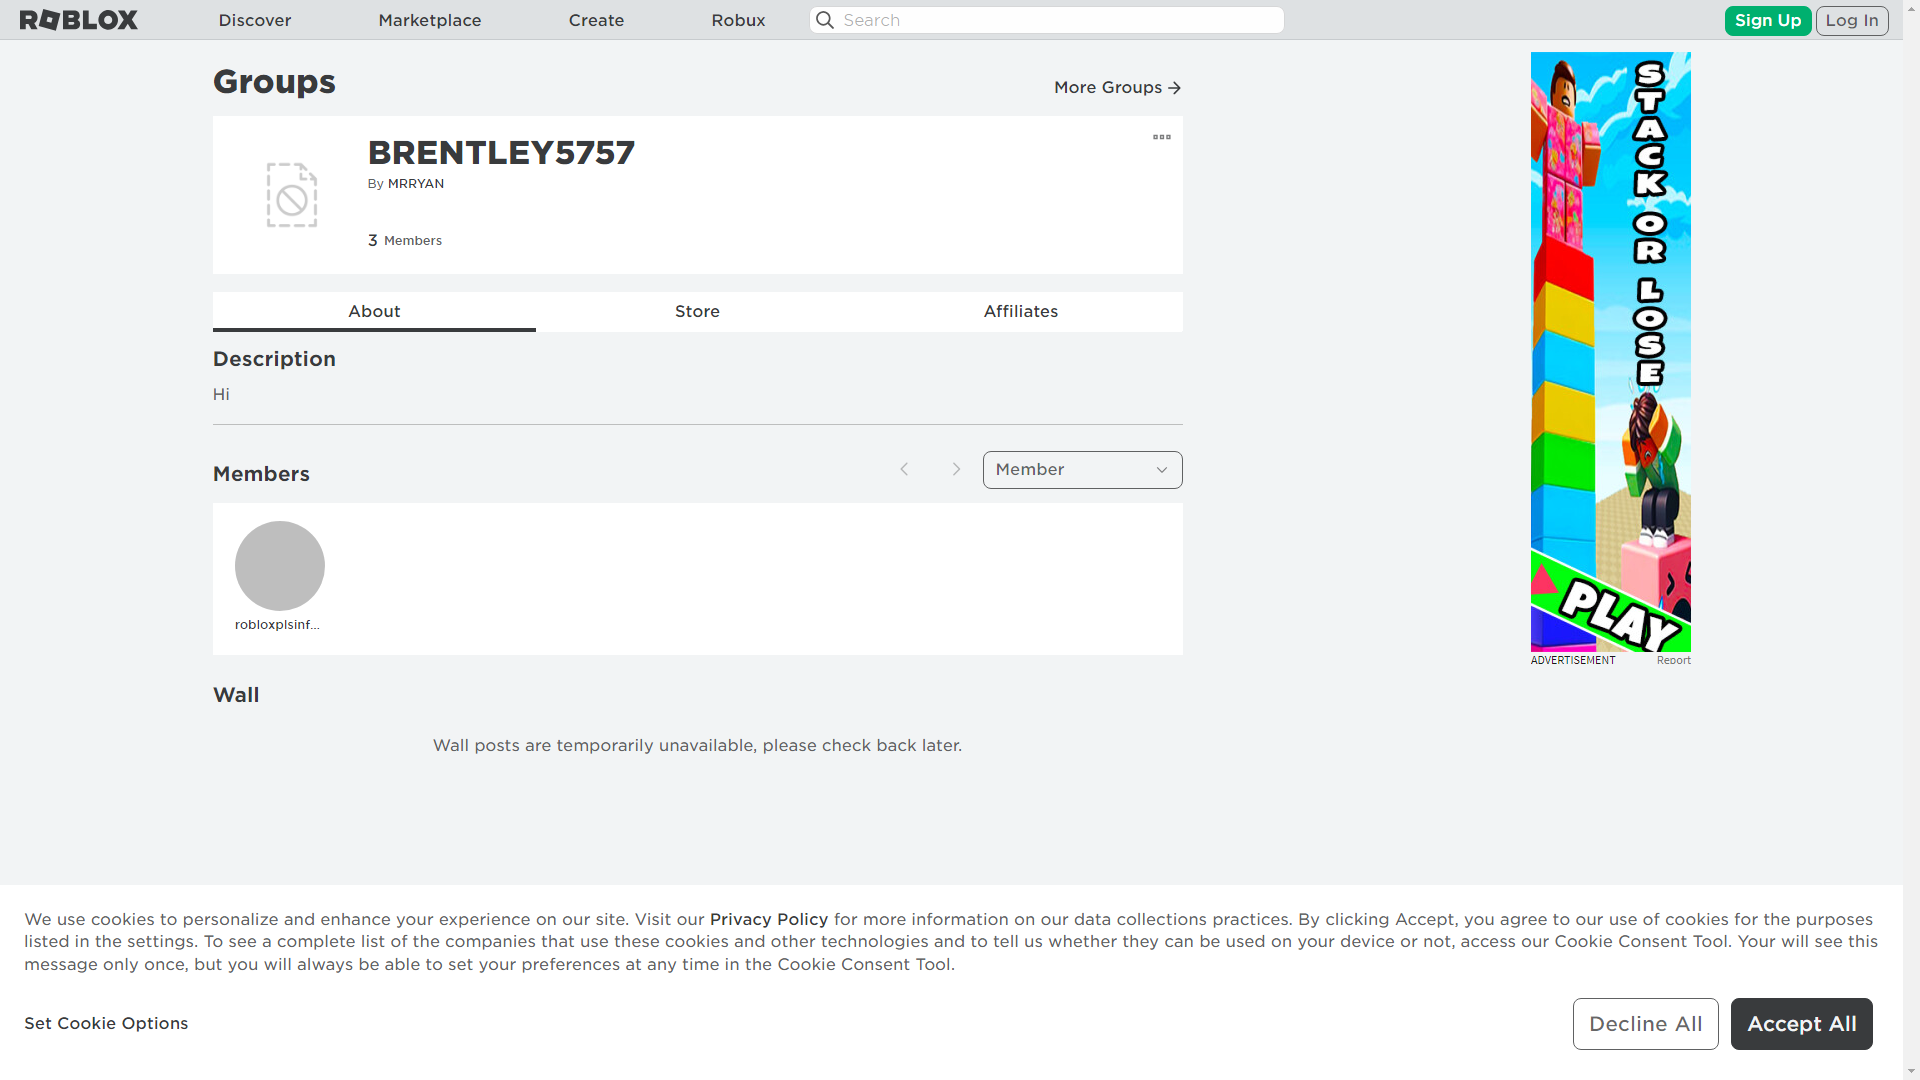 ROBLOX
Discover
Marketplace
Create
Robux
Search
Sign Up
Log In
Groups
More Groups
BRENTLEY5757
By MRRYAN
3 Members
About
Store
Affiliates
Description
Hi
Members
Member
robloxplsinf...
Wall
Wall posts are temporarily unavailable, please check back later.
STACK OR LOSE
PLAY
ADVERTISEMENT
Report
We use cookies to personalize and enhance your experience on our site. Visit our Privacy Policy for more information on our data collections practices. By clicking Accept, you agree to our use of cookies for the purposes
listed in the settings. To see a complete list of the companies that use these cookies and other technologies and to tell us whether they can be used on your device or not, access our Cookie Consent Tool. Your will see this
message only once, but you will always be able to set your preferences at any time in the Cookie Consent Tool.
Set Cookie Options
Decline All
Accept All